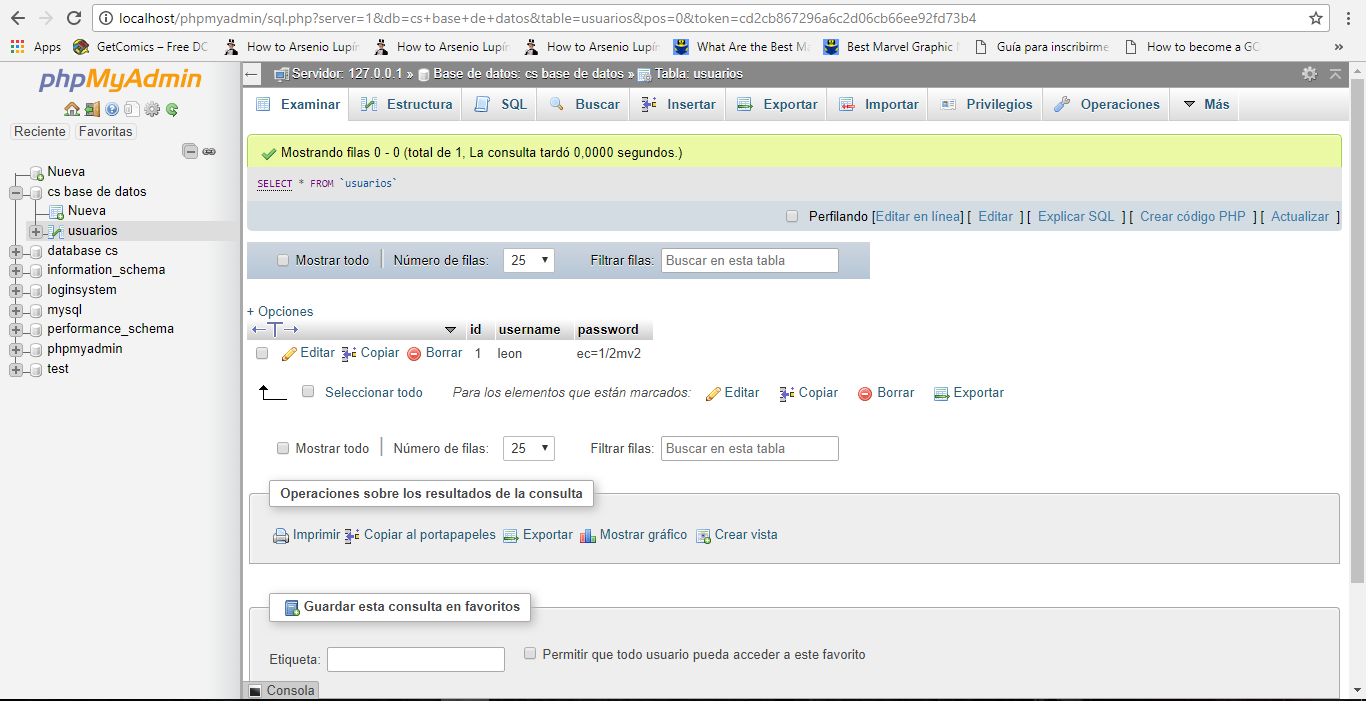 localhost/phpmyadmin/sql.php?server=1&db=cs+base+de+datos&table=usuarios&pos=0&token=cd2cb867296a6c2d06cb66ee92fd73b4
Apps GetComics – Free DC How to Arsenio Lupín How to Arsenio Lupín How to Arsenio Lupín What Are the Best Ma Best Marvel Graphic Guía para inscribirme How to become a GC »
phpMyAdmin
Reciente Favoritas
Nueva
cs base de datos
Nueva
usuarios
database cs
information_schema
loginsystem
mysql
performance_schema
phpmyadmin
test
Servidor: 127.0.0.1 » Base de datos: cs base de datos » Tabla: usuarios
Examinar Estructura SQL Buscar Insertar Exportar Importar Privilegios Operaciones Más
Mostrando filas 0 - 0 (total de 1, La consulta tardó 0,0000 segundos.)
SELECT * FROM `usuarios`
Perfilando [Editar en línea] [ Editar ] [ Explicar SQL ] [ Crear código PHP ] [ Actualizar ]
Mostrar todo Número de filas: 25 Filtrar filas: Buscar en esta tabla
+ Opciones
id username password
Editar Copiar Borrar 1 leon ec=1/2mv2
Seleccionar todo Para los elementos que están marcados: Editar Copiar Borrar Exportar
Mostrar todo Número de filas: 25 Filtrar filas: Buscar en esta tabla
Operaciones sobre los resultados de la consulta
Imprimir Copiar al portapapeles Exportar Mostrar gráfico Crear vista
Guardar esta consulta en favoritos
Etiqueta: Permitir que todo usuario pueda acceder a este favorito
Consola